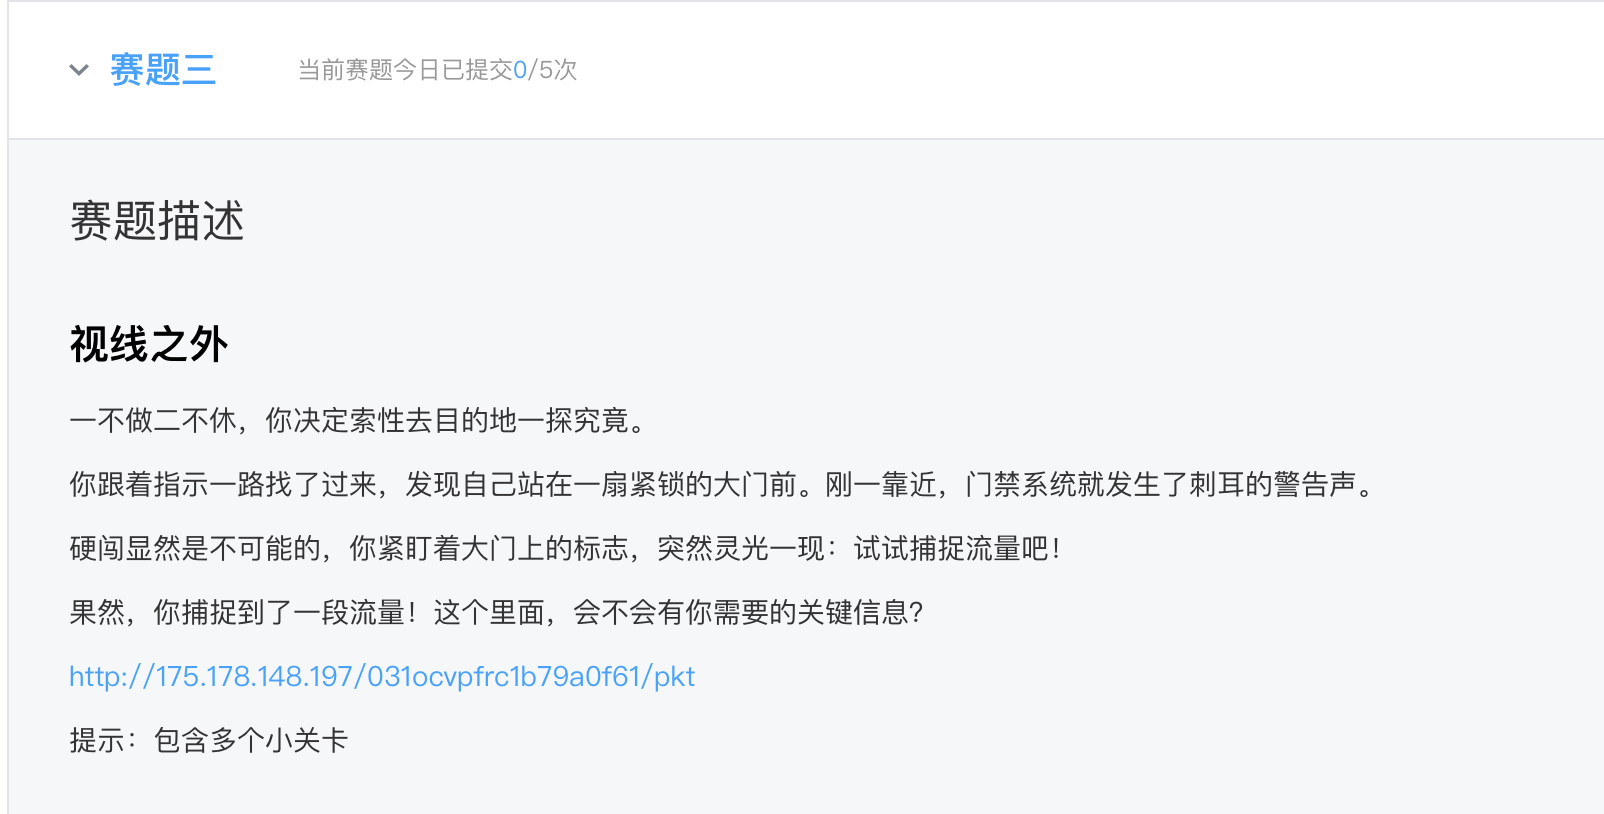 赛题三 当前赛题今日已提交0/5次
赛题描述
视线之外
一不做二不休，你决定索性去目的地一探究竟。
你跟着指示一路找了过来，发现自己站在一扇紧锁的大门前。刚一靠近，门禁系统就发生了刺耳的警告声。
硬闯显然是不可能的，你紧盯着大门上的标志，突然灵光一现：试试捕捉流量吧！
果然，你捕捉到了一段流量！这个里面，会不会有你需要的关键信息？
http://175.178.148.197/031ocvpfrc1b79a0f61/pkt
提示：包含多个小关卡